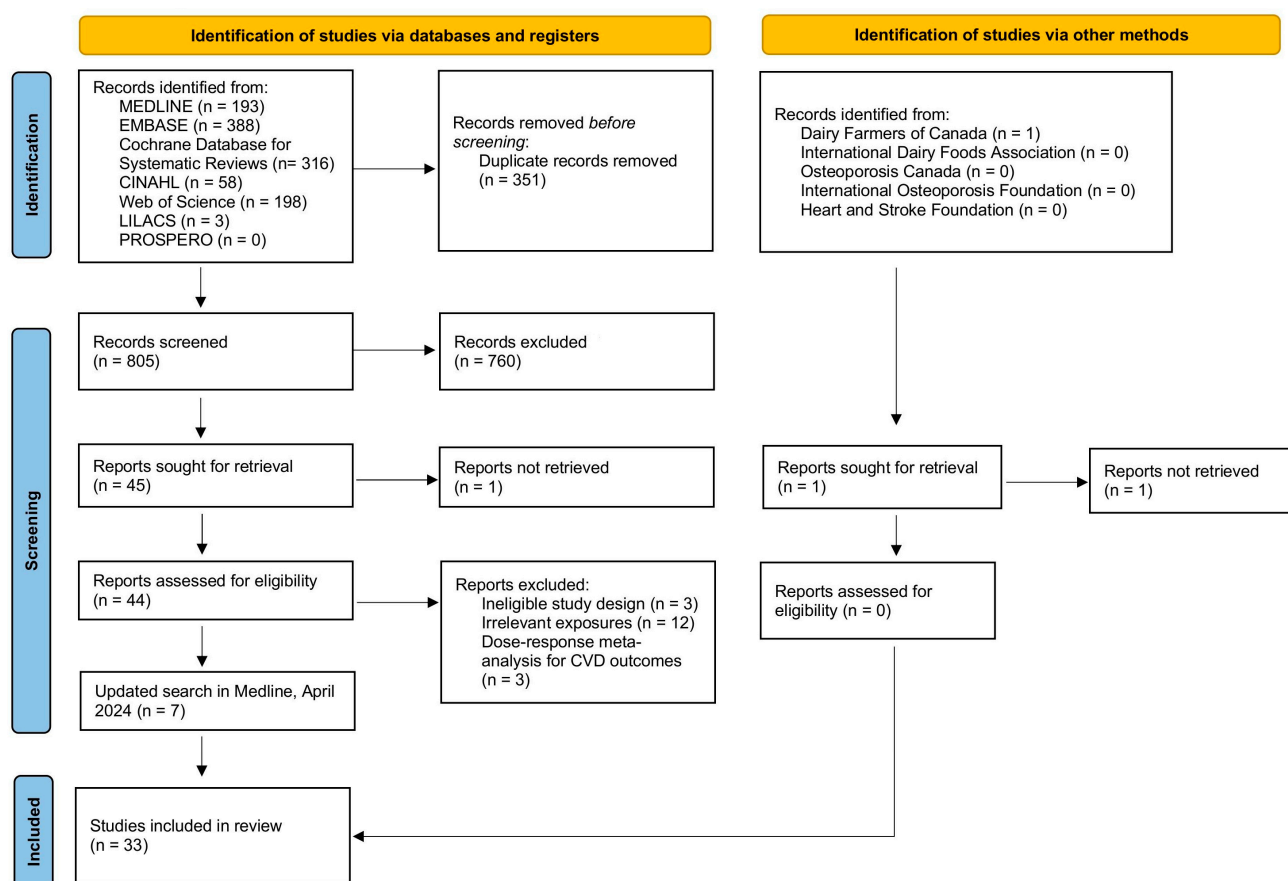 Identification of studies via databases and registers
Identification of studies via other methods
Identification
Records identified from:
MEDLINE (n = 193)
EMBASE (n = 388)
Cochrane Database for
Systematic Reviews (n= 316)
CINAHL (n = 58)
Web of Science (n = 198)
LILACS (n = 3)
PROSPERO (n = 0)
Records removed before
screening:
Duplicate records removed
(n = 351)
Records identified from:
Dairy Farmers of Canada (n = 1)
International Dairy Foods Association (n = 0)
Osteoporosis Canada (n = 0)
International Osteoporosis Foundation (n = 0)
Heart and Stroke Foundation (n = 0)
Screening
Records screened
(n = 805)
Records excluded
(n = 760)
Reports sought for retrieval
(n = 45)
Reports not retrieved
(n = 1)
Reports sought for retrieval
(n = 1)
Reports not retrieved
(n = 1)
Reports assessed for eligibility
(n = 44)
Reports excluded:
Ineligible study design (n = 3)
Irrelevant exposures (n = 12)
Dose-response meta-
analysis for CVD outcomes
(n = 3)
Reports assessed for
eligibility (n = 0)
Updated search in Medline, April
2024 (n = 7)
Included
Studies included in review
(n = 33)